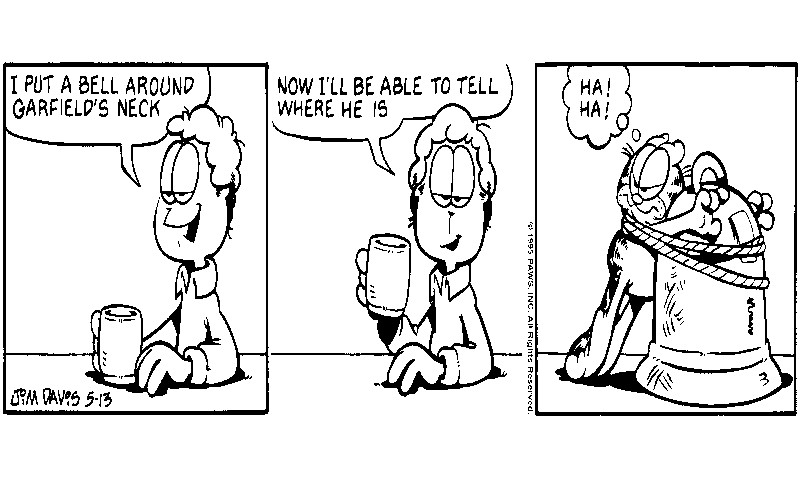 I PUT A BELL AROUND
GARFIELD'S NECK
NOW I'LL BE ABLE TO TELL
WHERE HE IS
HA!
HA!
© 1995 PAWS, INC. All Rights Reserved.
JIM DAVIS 5-13